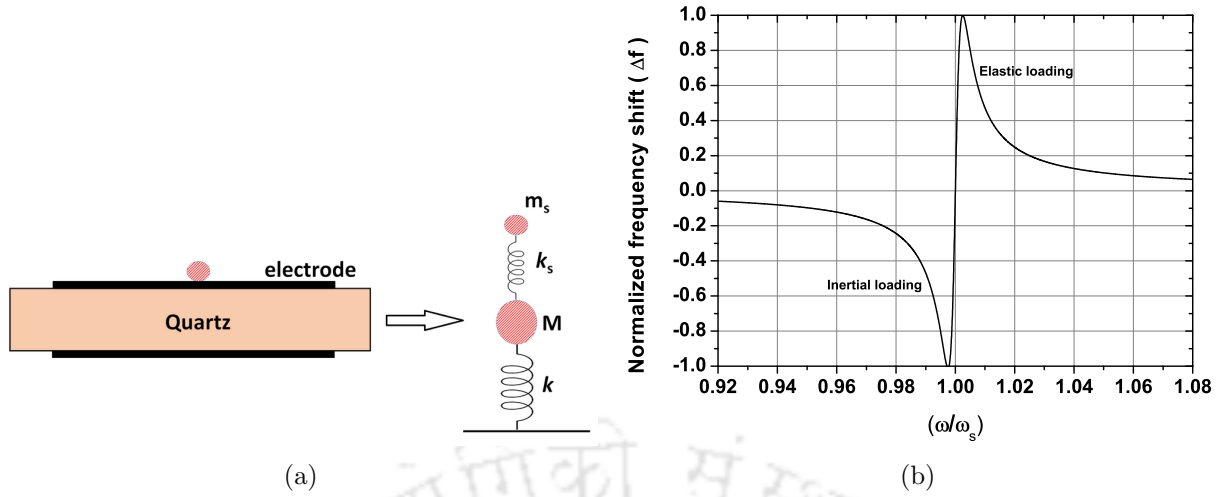 m_s
k_s
electrode
Quartz
M
k
(a)
Normalized frequency shift ( Δf )
1.0
0.8
0.6
0.4
0.2
0.0
-0.2
-0.4
-0.6
-0.8
-1.0
Elastic loading
Inertial loading
0.92 0.94 0.96 0.98 1.00 1.02 1.04 1.06 1.08
(ω/ω_s)
(b)